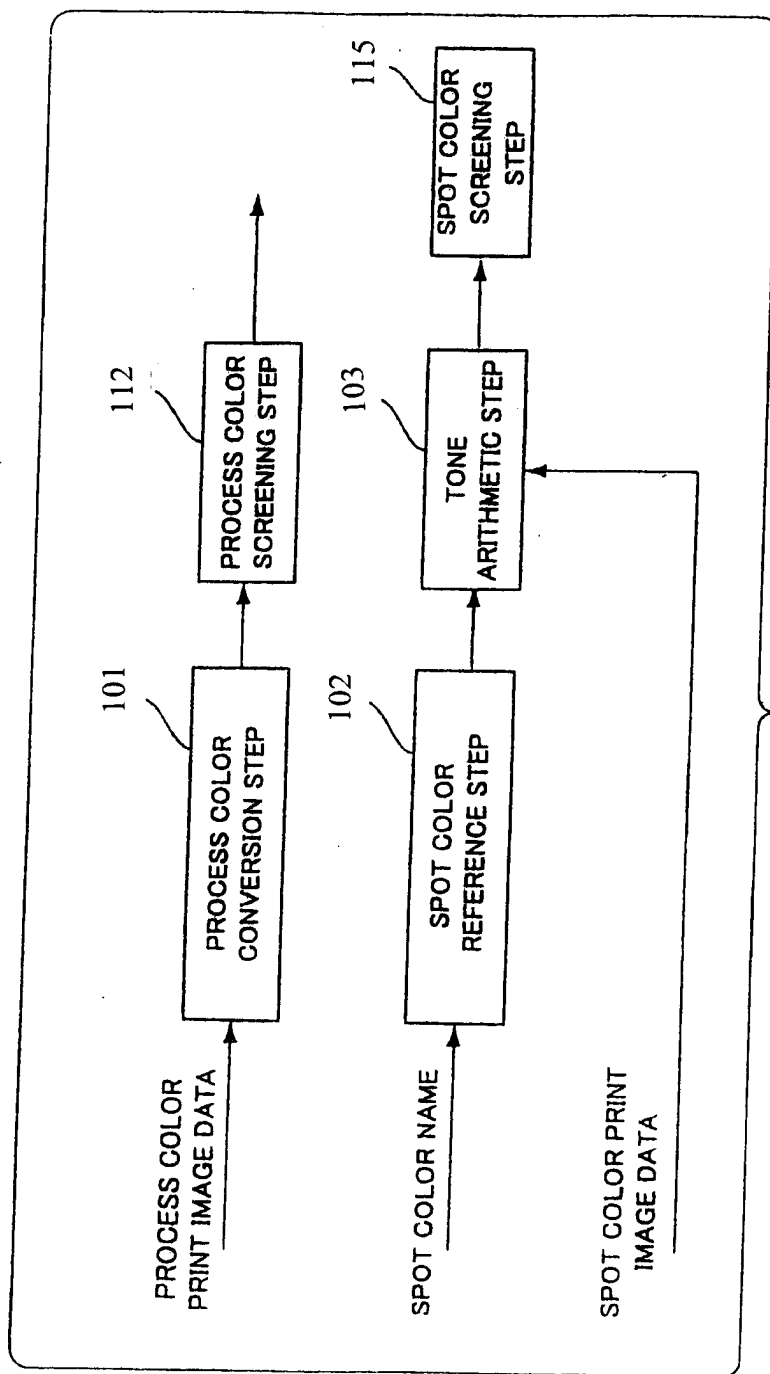 PROCESS COLOR
PRINT IMAGE DATA
101
PROCESS COLOR
CONVERSION STEP
112
PROCESS COLOR
SCREENING STEP
SPOT COLOR NAME
102
SPOT COLOR
REFERENCE STEP
103
TONE
ARITHMETIC STEP
115
SPOT COLOR
SCREENING
STEP
SPOT COLOR PRINT
IMAGE DATA